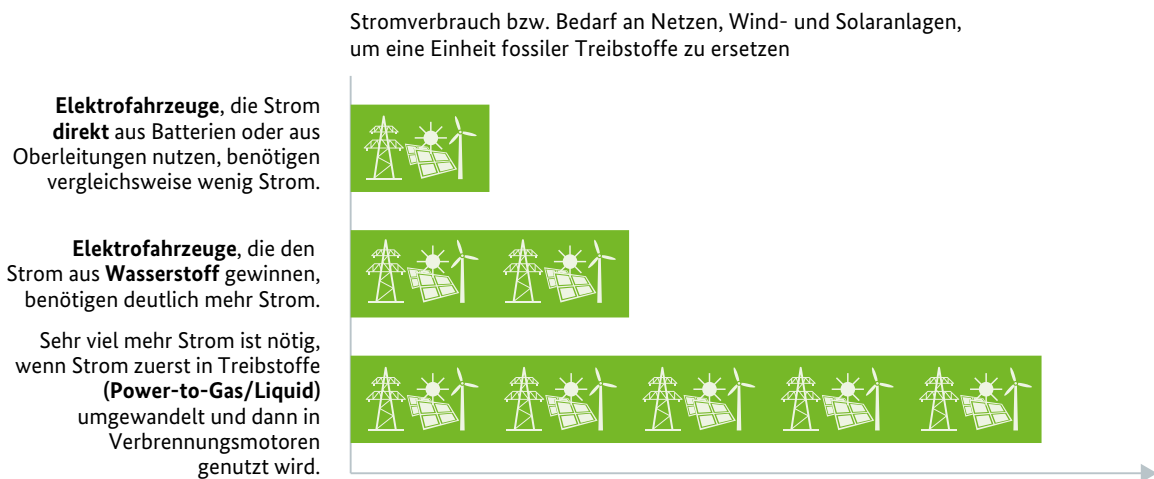 Stromverbrauch bzw. Bedarf an Netzen, Wind- und Solaranlagen,
um eine Einheit fossiler Treibstoffe zu ersetzen
Elektrofahrzeuge, die Strom
direkt aus Batterien oder aus
Oberleitungen nutzen, benötigen
vergleichsweise wenig Strom.
Elektrofahrzeuge, die den
Strom aus Wasserstoff gewinnen,
benötigen deutlich mehr Strom.
Sehr viel mehr Strom ist nötig,
wenn Strom zuerst in Treibstoffe
(Power-to-Gas/Liquid)
umgewandelt und dann in
Verbrennungsmotoren
genutzt wird.